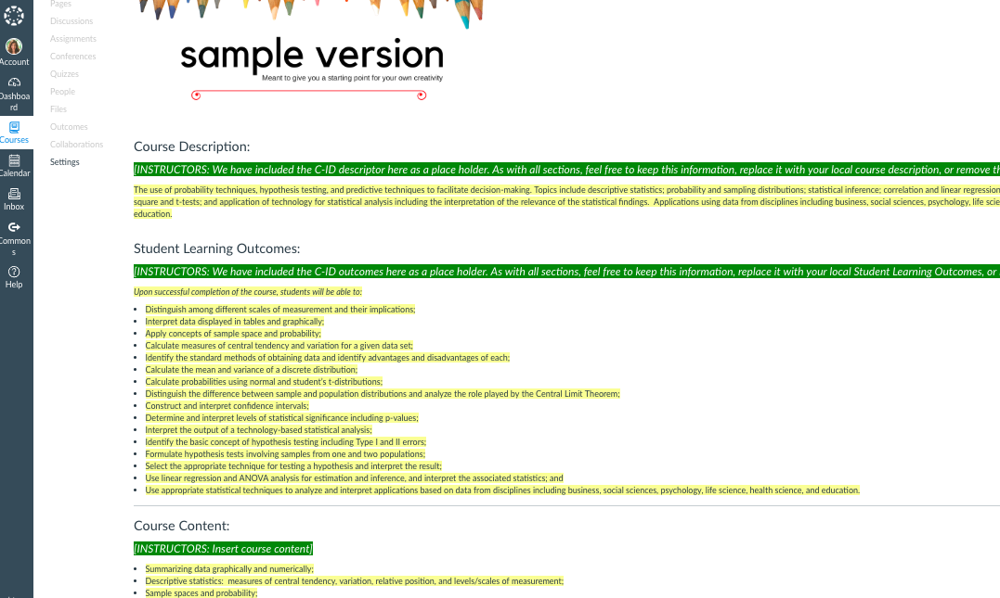 Account
Dashboa
rd
Courses
Calendar
Inbox
Common
s
Help
Pages
Discussions
Assignments
Conferences
Quizzes
People
Files
Outcomes
Collaborations
Settings
sample version
Meant to give you a starting point for your own creativity
Course Description:
[INSTRUCTORS: We have included the C-ID descriptor here as a place holder. As with all sections, feel free to keep this information, replace it with your local course description, or remove th
The use of probability techniques, hypothesis testing, and predictive techniques to facilitate decision-making. Topics include descriptive statistics; probability and sampling distributions; statistical inference; correlation and linear regression
square and t-tests; and application of technology for statistical analysis including the interpretation of the relevance of the statistical findings. Applications using data from disciplines including business, social sciences, psychology, life scie
education.
Student Learning Outcomes:
[INSTRUCTORS: We have included the C-ID outcomes here as a place holder. As with all sections, feel free to keep this information, replace it with your local Student Learning Outcomes, or
Upon successful completion of the course, students will be able to:
• Distinguish among different scales of measurement and their implications;
• Interpret data displayed in tables and graphically;
• Apply concepts of sample space and probability;
• Calculate measures of central tendency and variation for a given data set;
• Identify the standard methods of obtaining data and identify advantages and disadvantages of each;
• Calculate the mean and variance of a discrete distribution;
• Calculate probabilities using normal and student's t-distributions;
• Distinguish the difference between sample and population distributions and analyze the role played by the Central Limit Theorem;
• Construct and interpret confidence intervals;
• Determine and interpret levels of statistical significance including p-values;
• Interpret the output of a technology-based statistical analysis;
• Identify the basic concept of hypothesis testing including Type I and II errors;
• Formulate hypothesis tests involving samples from one and two populations;
• Select the appropriate technique for testing a hypothesis and interpret the result;
• Use linear regression and ANOVA analysis for estimation and inference, and interpret the associated statistics; and
• Use appropriate statistical techniques to analyze and interpret applications based on data from disciplines including business, social sciences, psychology, life science, health science, and education.
Course Content:
[INSTRUCTORS: Insert course content]
• Summarizing data graphically and numerically;
• Descriptive statistics: measures of central tendency, variation, relative position, and levels/scales of measurement;
• Sample spaces and probability;